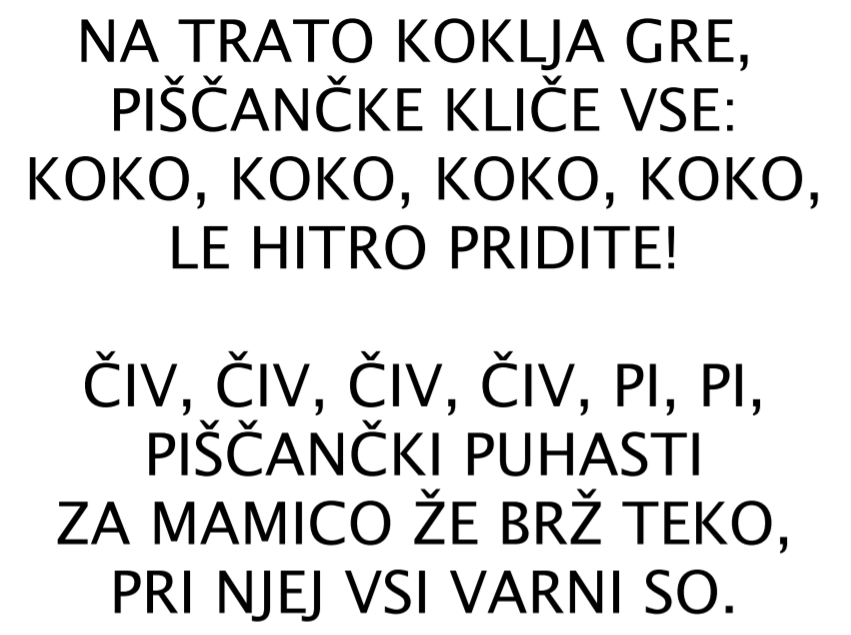 NA TRATO KOKLJA GRE,
PIŠČANČKE KLIČE VSE:
KOKO, KOKO, KOKO, KOKO,
LE HITRO PRIDITE!

ČIV, ČIV, ČIV, ČIV, PI, PI,
PIŠČANČKI PUHASTI
ZA MAMICO ŽE BRŽ TEKO,
PRI NJEJ VSI VARNI SO.